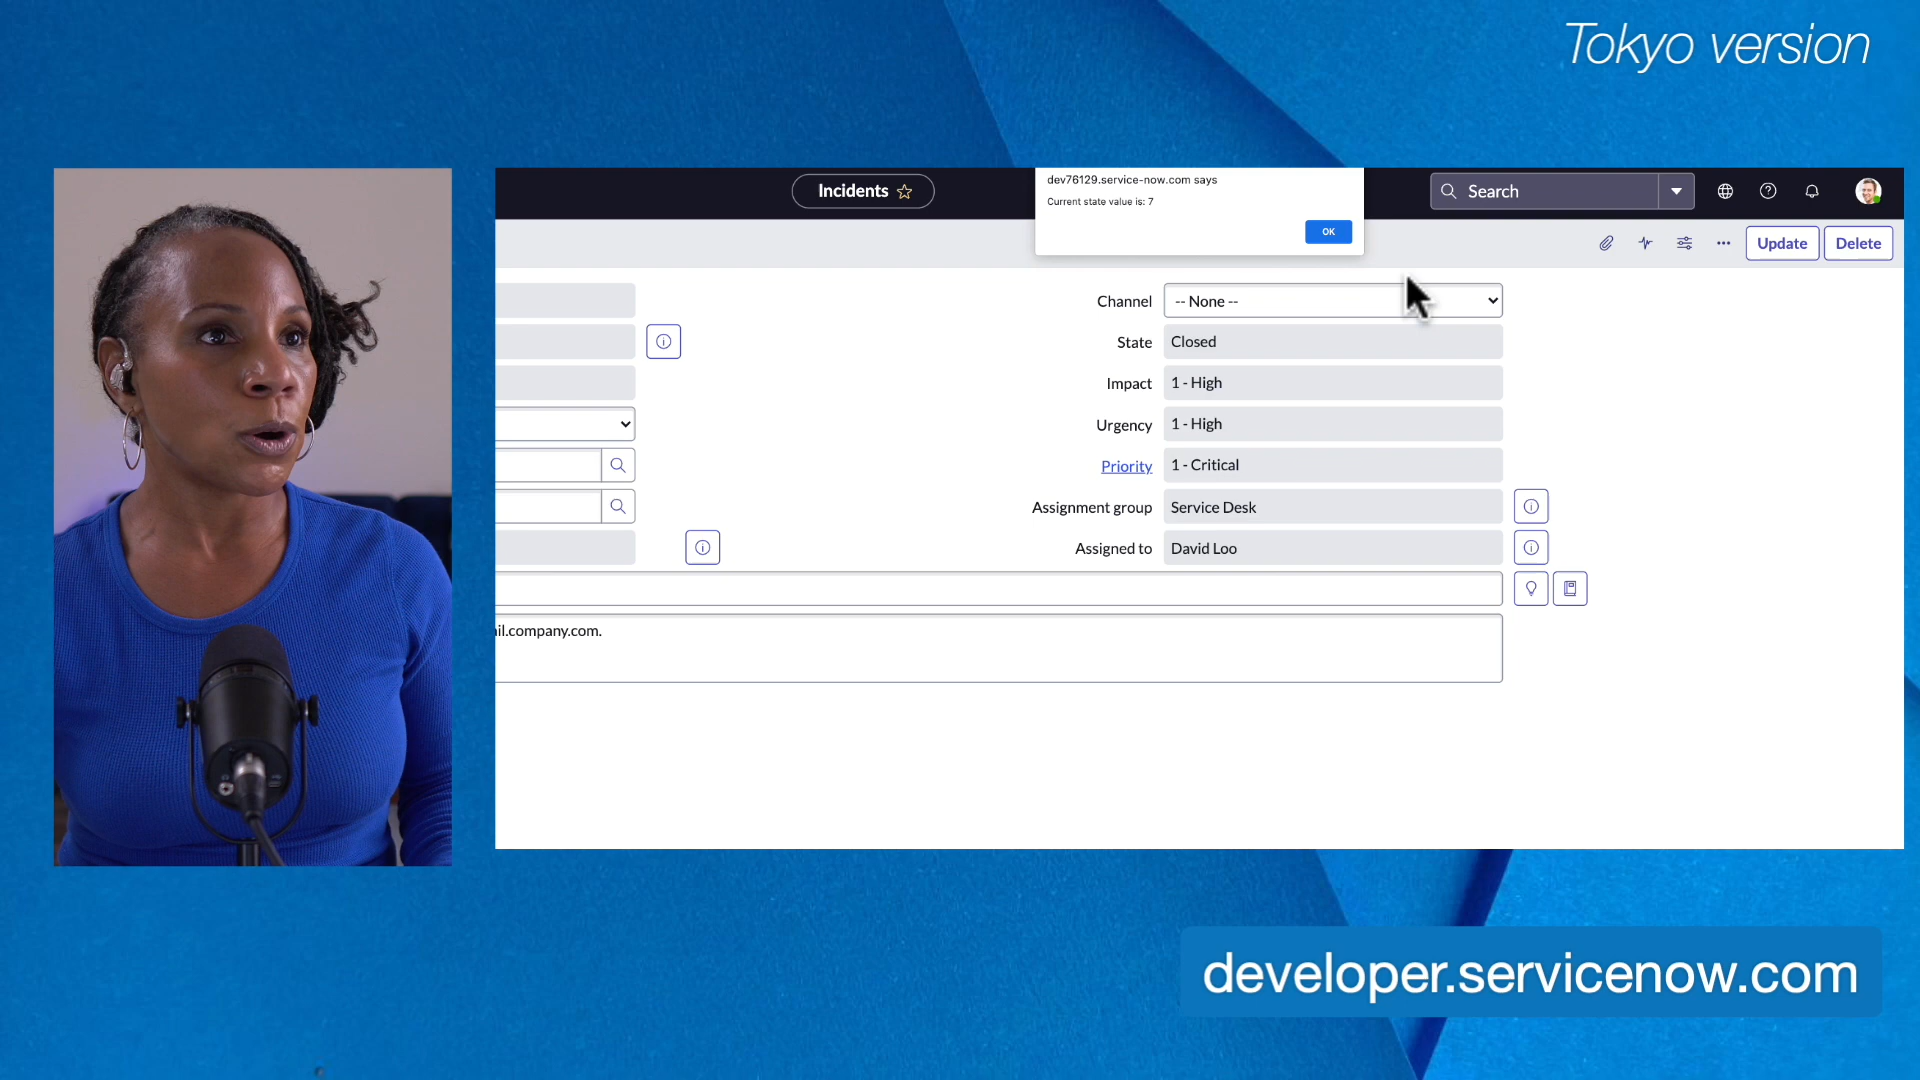 Tokyo version
Incidents
dev76129.service-now.com says
Current state value is: 7
OK
Search
Update
Delete
Channel
-- None --
State
Closed
Impact
1 - High
Urgency
1 - High
Priority
1 - Critical
Assignment group
Service Desk
Assigned to
David Loo
il.company.com.
developer.servicenow.com